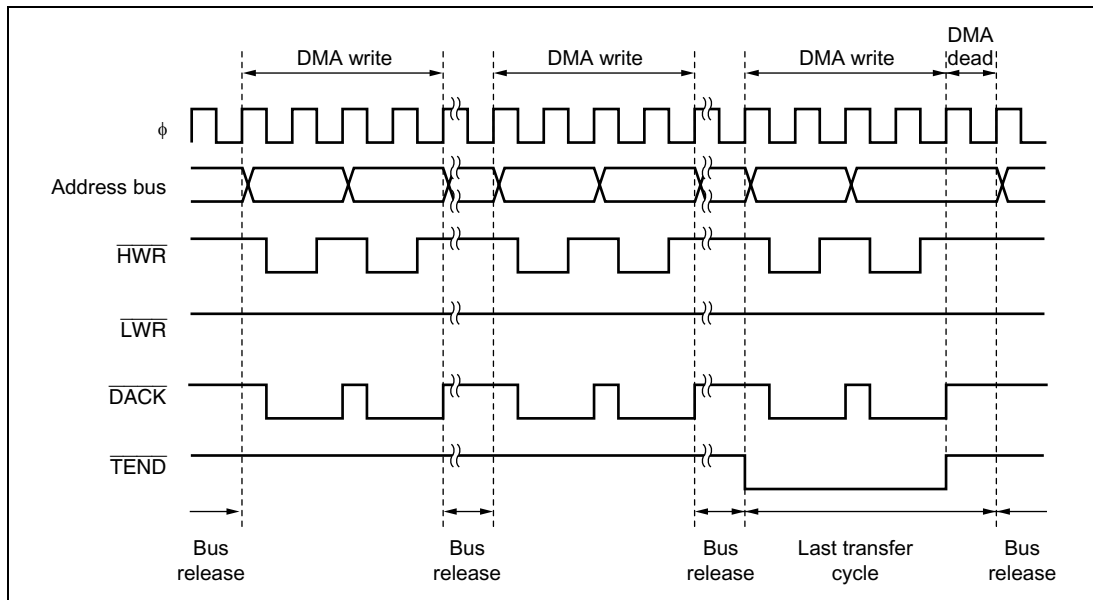 DMA write
DMA write
DMA write
DMA
dead
ϕ
Address bus
HWR
LWR
DACK
TEND
Bus
release
Bus
release
Bus
release
Last transfer
cycle
Bus
release